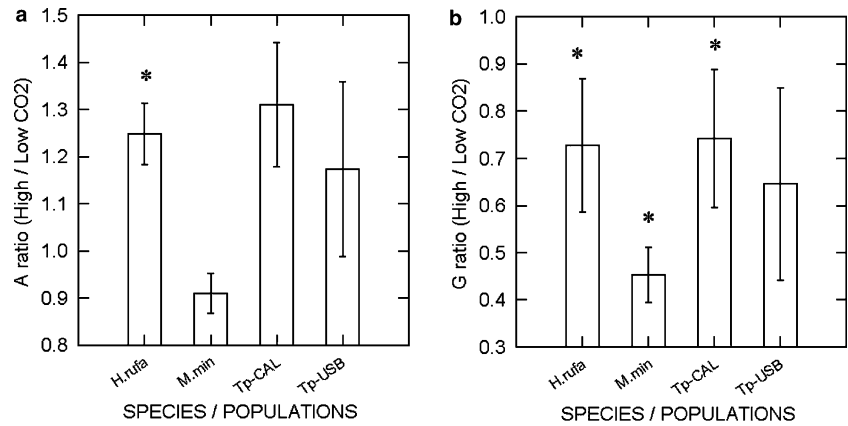 a
*
A ratio (High / Low CO2)
1.5
1.4
1.3
1.2
1.1
1.0
0.9
0.8
H.rufa
M.min
Tp-CAL
Tp-USB
SPECIES / POPULATIONS
b
*
*
*
G ratio (High / Low CO2)
1.0
0.9
0.8
0.7
0.6
0.5
0.4
0.3
H.rufa
M.min
Tp-CAL
Tp-USB
SPECIES / POPULATIONS